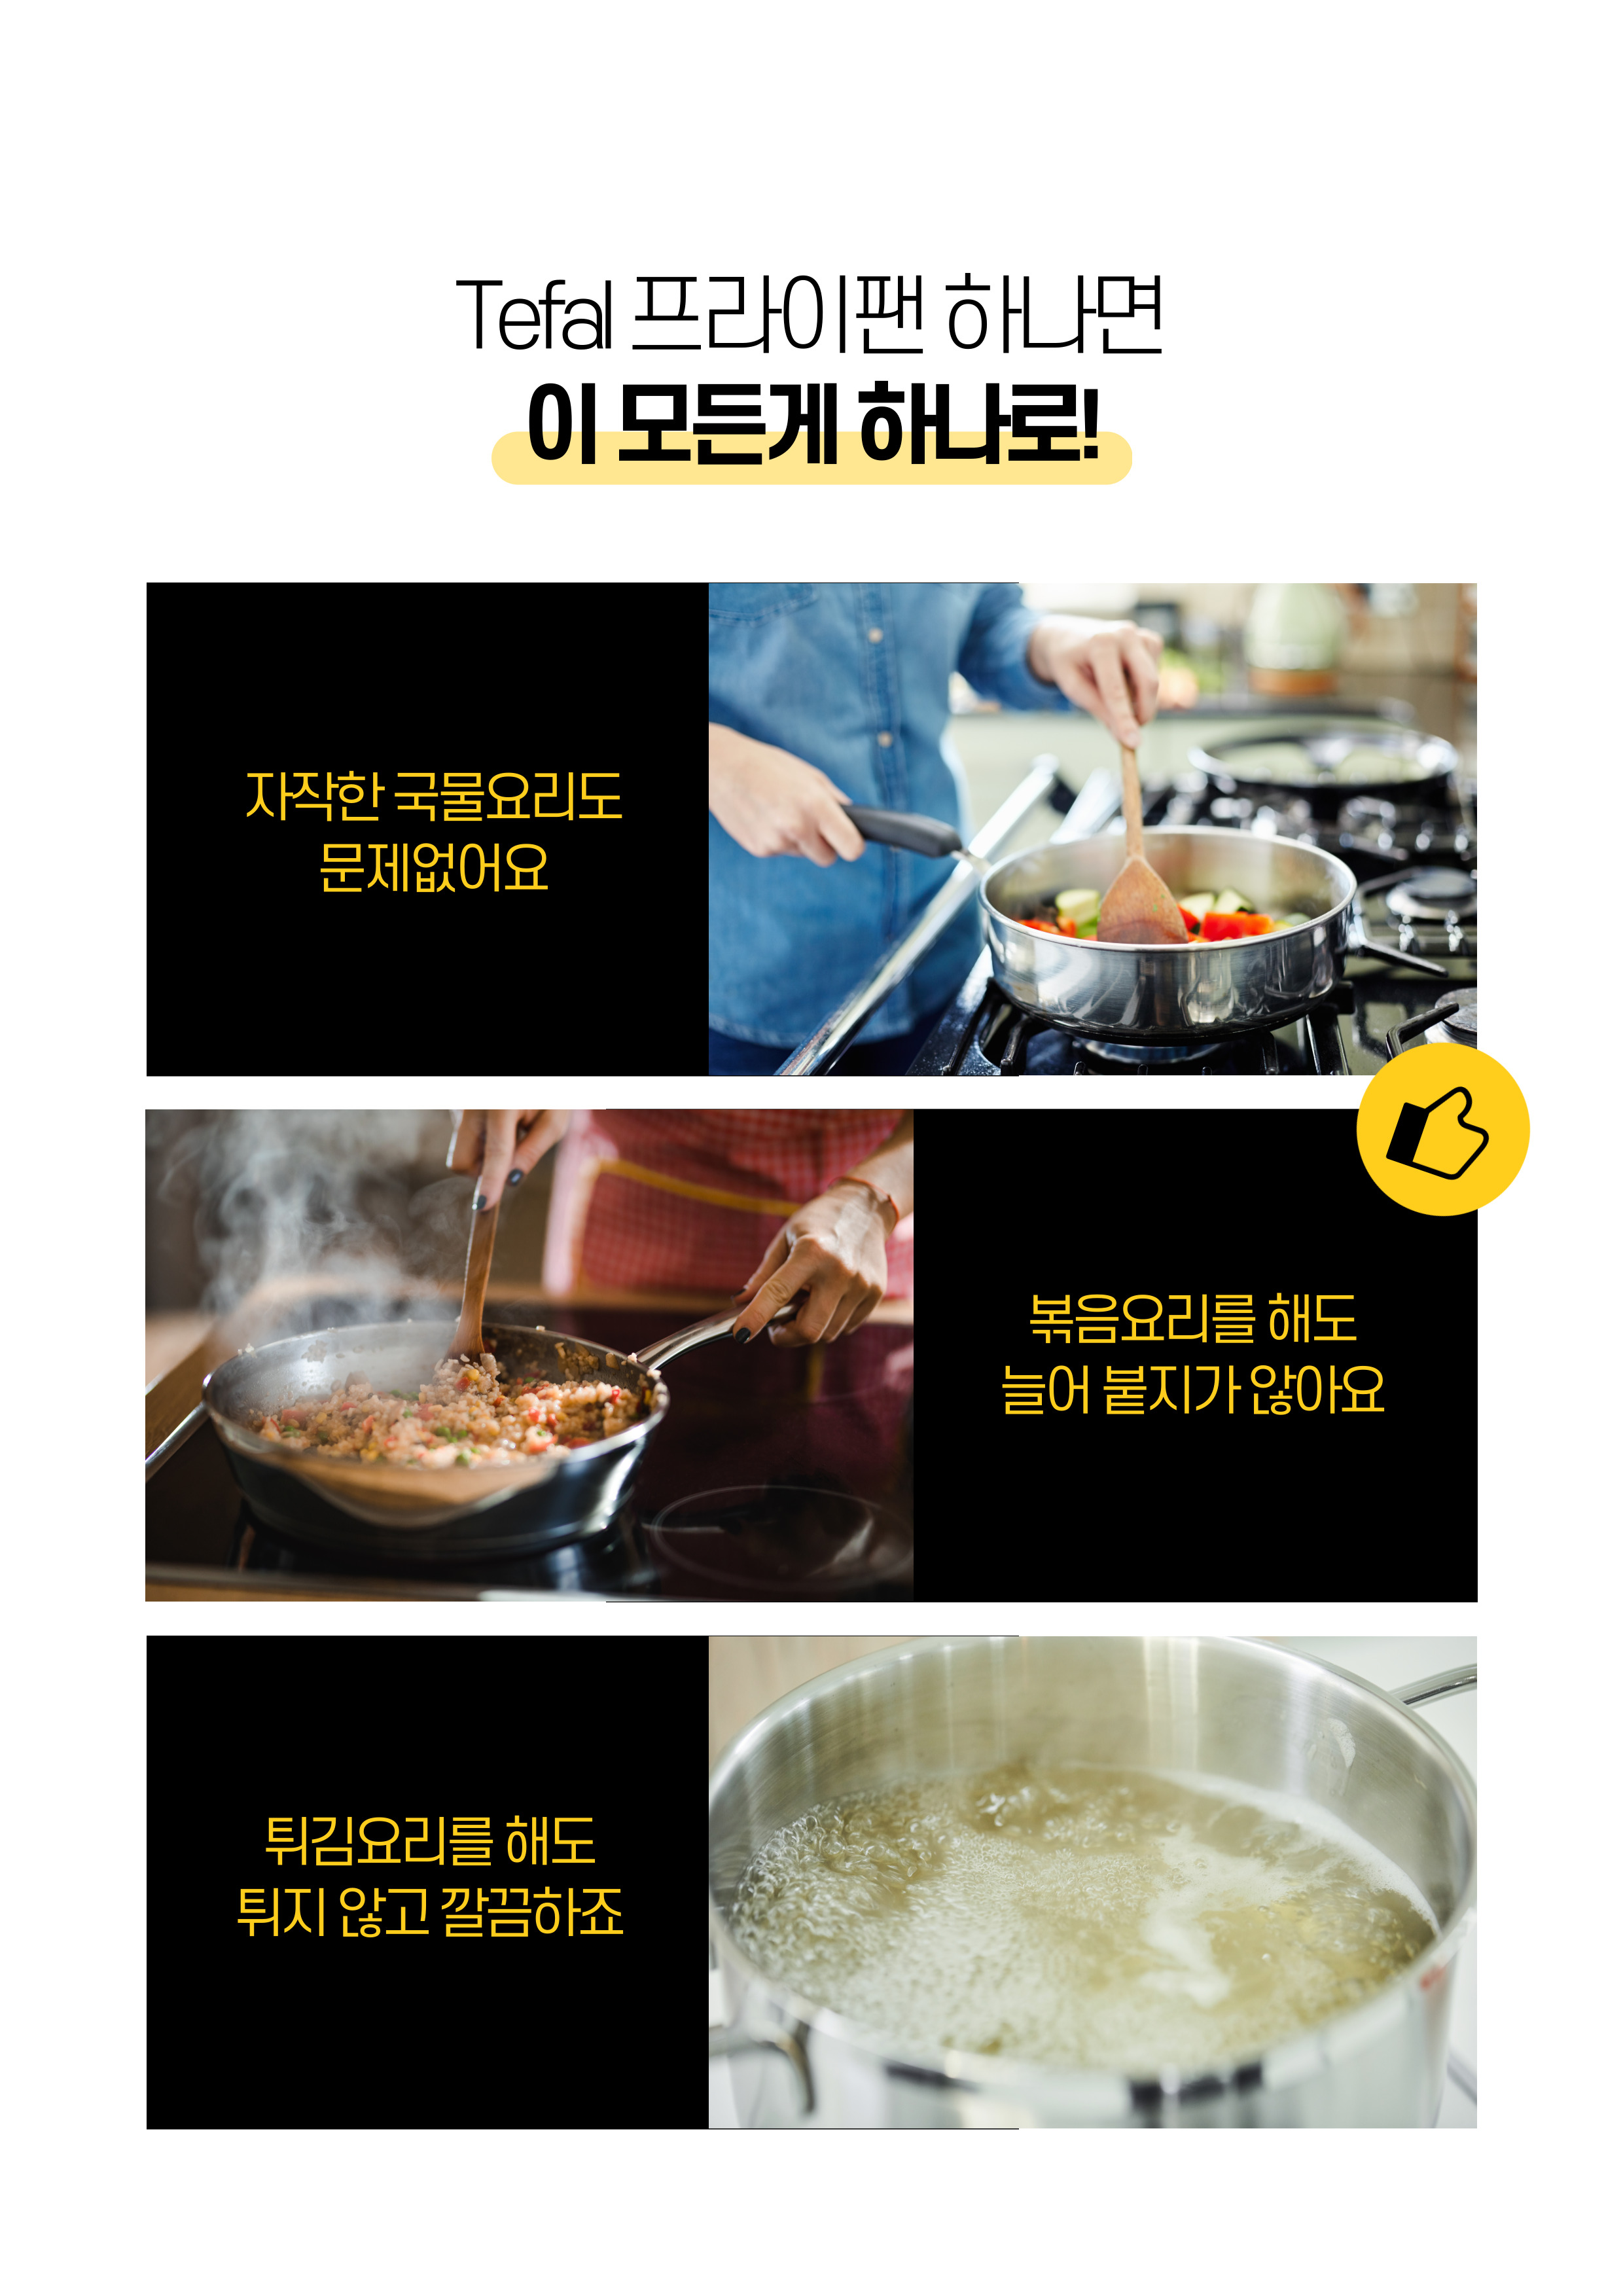 Tefal 프라이팬 하나면
이 모든게 하나로!
자작한 국물요리도
문제없어요
볶음요리를 해도
늘어 붙지가 않아요
튀김요리를 해도
튀지 않고 깔끔하죠